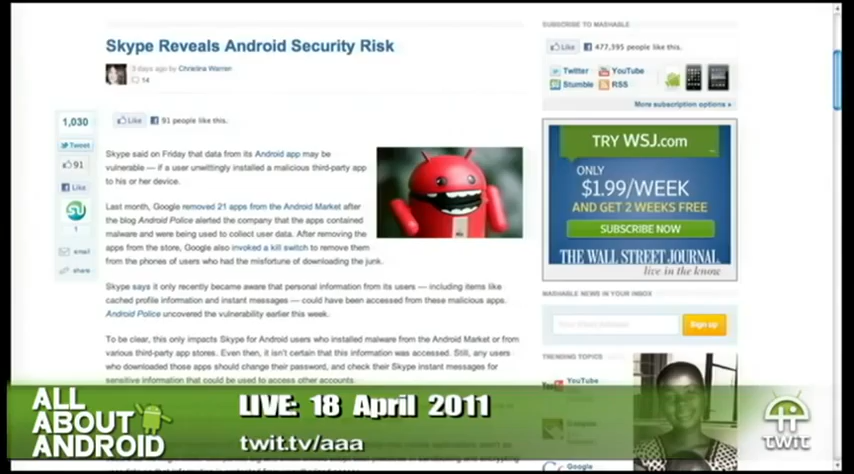 Skype Reveals Android Security Risk
3 days ago by Christina Warren
14
1,030
Tweet
91
Like
1
email
share
Like 91 people like this.
Skype said on Friday that data from its Android app may be
vulnerable — if a user unwittingly installed a malicious third-party app
to his or her device.
Last month, Google removed 21 apps from the Android Market after
the blog Android Police alerted the company that the apps contained
malware and were being used to collect user data. After removing the
apps from the store, Google also invoked a kill switch to remove them
from the phones of users who had the misfortune of downloading the junk.
Skype says it only recently became aware that personal information from its users — including items like
cached profile information and instant messages — could have been accessed from these malicious apps.
Android Police uncovered the vulnerability earlier this week.
To be clear, this only impacts Skype for Android users who installed malware from the Android Market or from
various third-party app stores. Even then, it isn't certain that this information was accessed. Still, any users
who downloaded those apps should change their password, and check their Skype instant messages for
sensitive information that could be used to access other accounts.
SUBSCRIBE TO MASHABLE
Like 477,395 people like this.
Twitter YouTube
Stumble RSS
More subscription options »
TRY WSJ.com
ONLY
$1.99/WEEK
AND GET 2 WEEKS FREE
SUBSCRIBE NOW
THE WALL STREET JOURNAL.
live in the know
MASHABLE NEWS IN YOUR INBOX
Sign up
TRENDING TOPICS
YouTube
Google
ALL
ABOUT
ANDROID
LIVE: 18 April 2011
twit.tv/aaa
twit